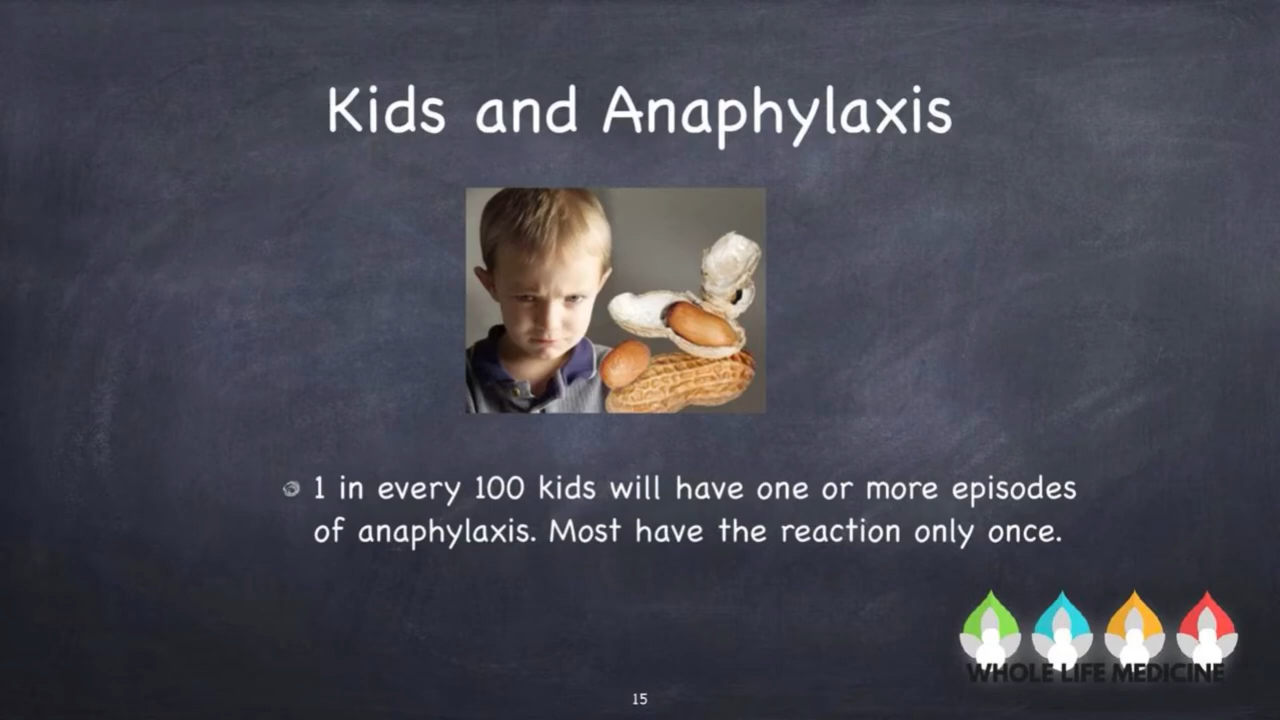 Kids and Anaphylaxis
1 in every 100 kids will have one or more episodes
of anaphylaxis. Most have the reaction only once.
WHOLE LIFE MEDICINE
15